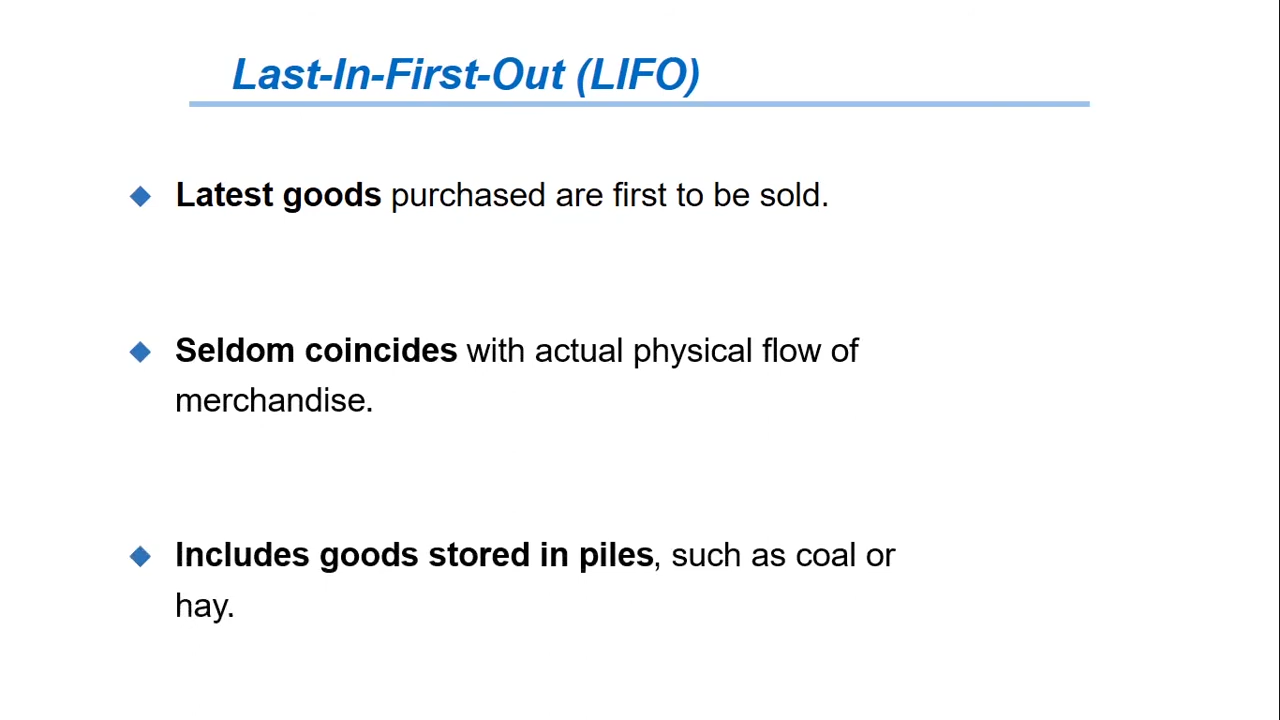 Last-In-First-Out (LIFO)
Latest goods purchased are first to be sold.
Seldom coincides with actual physical flow of
merchandise.
Includes goods stored in piles, such as coal or
hay.